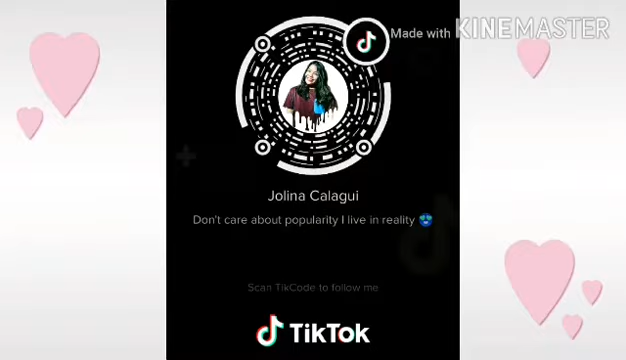 Made with KINEMASTER
Jolina Calagui
Don't care about popularity I live in reality 😍
Scan TikCode to follow me
TikTok